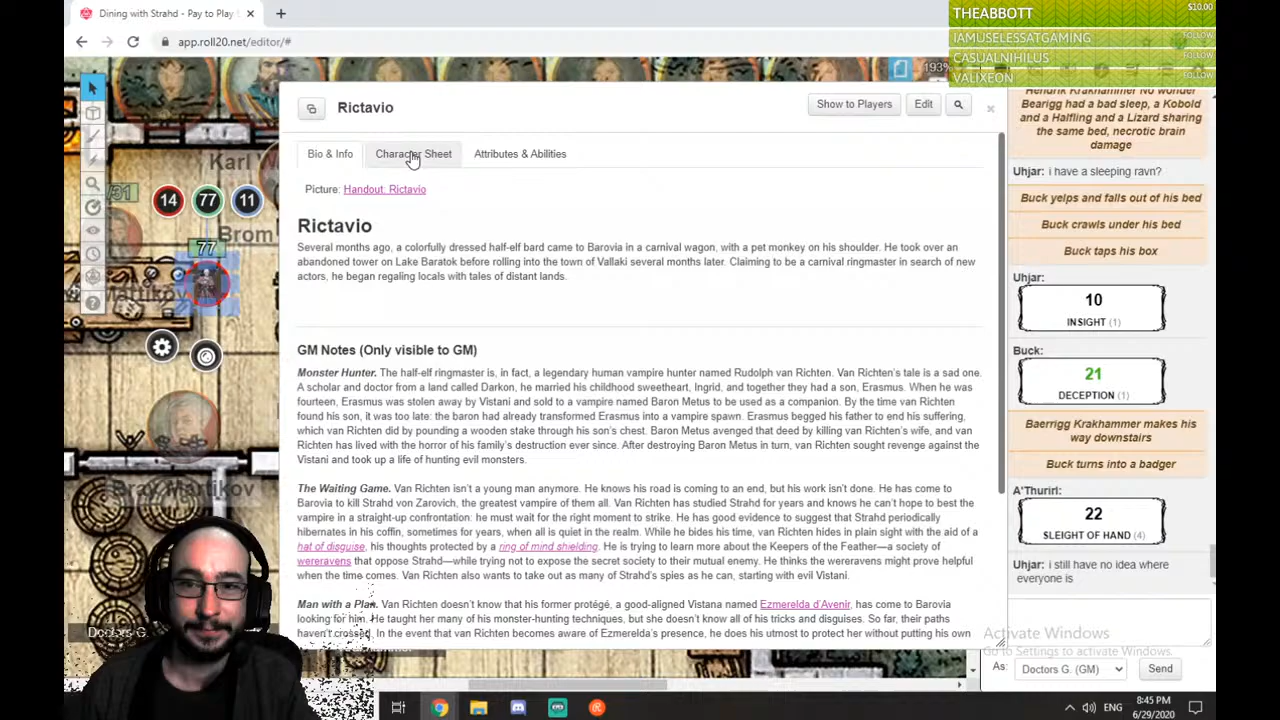 Dining with Strahd - Pay to Play
app.roll20.net/editor/#
THEABBOTT
$10.00
IAMUSELESSATGAMING
FOLLOW
CASUALNIHILUS
FOLLOW
VALIXEON
FOLLOW
193%
Rictavio
Show to Players
Edit
Bio & Info
Character Sheet
Attributes & Abilities
Picture: Handout: Rictavio
Rictavio
Several months ago, a colorfully dressed half-elf bard came to Barovia in a carnival wagon, with a pet monkey on his shoulder. He took over an
abandoned tower on Lake Baratok before rolling into the town of Vallaki several months later. Claiming to be a carnival ringmaster in search of new
actors, he began regaling locals with tales of distant lands.
GM Notes (Only visible to GM)
Monster Hunter. The half-elf ringmaster is, in fact, a legendary human vampire hunter named Rudolph van Richten. Van Richten's tale is a sad one.
A scholar and doctor from a land called Darkon, he married his childhood sweetheart, Ingrid, and together they had a son, Erasmus. When he was
fourteen, Erasmus was stolen away by Vistani and sold to a vampire named Baron Metus to be used as a companion. By the time van Richten
found his son, it was too late: the baron had already transformed Erasmus into a vampire spawn. Erasmus begged his father to end his suffering,
which van Richten did by pounding a wooden stake through his son's chest. Baron Metus avenged that deed by killing van Richten's wife, and van
Richten has lived with the horror of his family's destruction ever since. After destroying Baron Metus in turn, van Richten sought revenge against the
Vistani and took up a life of hunting evil monsters.
The Waiting Game. Van Richten isn't a young man anymore. He knows his road is coming to an end, but his work isn't done. He has come to
Barovia to kill Strahd von Zarovich, the greatest vampire of them all. Van Richten has studied Strahd for years and knows he can't hope to best the
vampire in a straight-up confrontation: he must wait for the right moment to strike. He has good evidence to suggest that Strahd periodically
hibernates in his coffin, sometimes for years, when all is quiet in the realm. While he bides his time, van Richten hides in plain sight with the aid of a
hat of disguise, his thoughts protected by a ring of mind shielding. He is trying to learn more about the Keepers of the Feather—a society of
wereravens that oppose Strahd—while trying not to expose the secret society to their mutual enemy. He thinks the wereravens might prove helpful
when the time comes. Van Richten also wants to take out as many of Strahd's spies as he can, starting with evil Vistani.
Man with a Plan. Van Richten doesn't know that his former protégé, a good-aligned Vistana named Ezmerelda d'Avenir, has come to Barovia
looking for him. He taught her many of his monster-hunting techniques, but she doesn't know all of his tricks and disguises. So far, their paths
haven't crossed. In the event that van Richten becomes aware of Ezmerelda's presence, he does his utmost to protect her without putting his own
Karl
/31
14
77
11
Brom
77
Martikov
Bray Martikov
Doctors G.
Hendrik Krakhammer No wonder
Bearigg had a bad sleep, a Kobold
and a Halfling and a Lizard sharing
the same bed, necrotic brain
damage
Uhjar: i have a sleeping ravn?
Buck yelps and falls out of his bed
Buck crawls under his bed
Buck taps his box
Uhjar:
10
INSIGHT (1)
Buck:
21
DECEPTION (1)
Baerrigg Krakhammer makes his
way downstairs
Buck turns into a badger
A'Thuriri:
22
SLEIGHT OF HAND (4)
Uhjar: i still have no idea where
everyone is
Activate Windows
Go to Settings to activate Windows.
As:
Doctors G. (GM)
Send
ENG
8:45 PM
6/29/2020